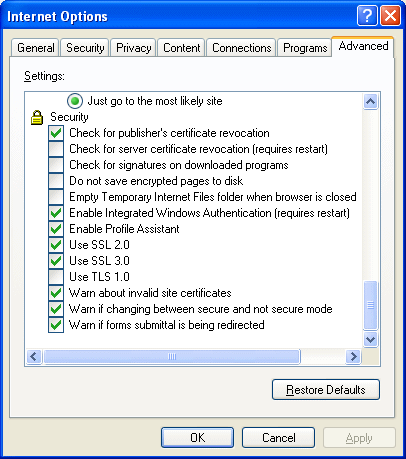 Internet Options
General Security Privacy Content Connections Programs Advanced
Settings:
Just go to the most likely site
Security
Check for publisher's certificate revocation
Check for server certificate revocation (requires restart)
Check for signatures on downloaded programs
Do not save encrypted pages to disk
Empty Temporary Internet Files folder when browser is closed
Enable Integrated Windows Authentication (requires restart)
Enable Profile Assistant
Use SSL 2.0
Use SSL 3.0
Use TLS 1.0
Warn about invalid site certificates
Warn if changing between secure and not secure mode
Warn if forms submittal is being redirected
Restore Defaults
OK Cancel Apply